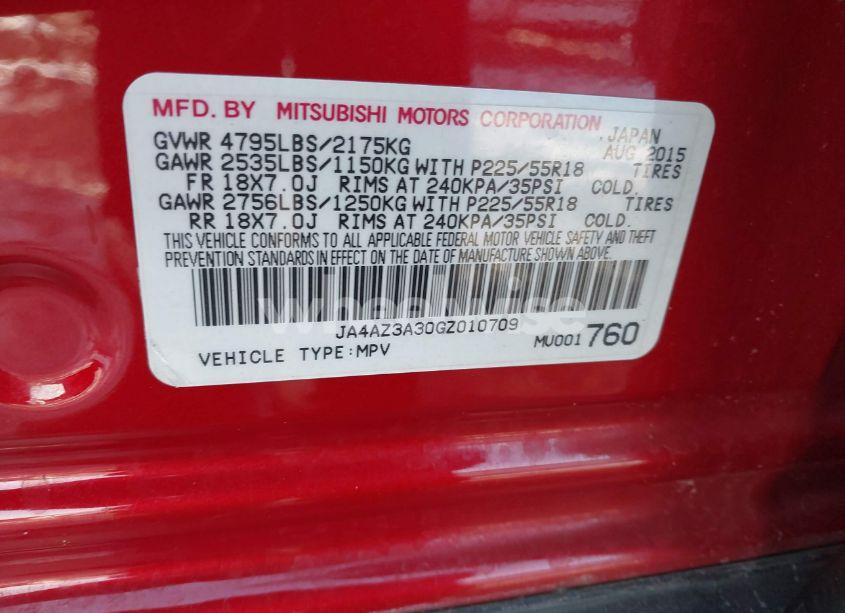 MFD. BY MITSUBISHI MOTORS CORPORATION
JAPAN
GVWR 4795LBS/2175KG AUG 2015
GAWR 2535LBS/1150KG WITH P225/55R18 TIRES
FR 18X7.0J RIMS AT 240KPA/35PSI COLD.
GAWR 2756LBS/1250KG WITH P225/55R18 TIRES
RR 18X7.0J RIMS AT 240KPA/35PSI COLD.
THIS VEHICLE CONFORMS TO ALL APPLICABLE FEDERAL MOTOR VEHICLE SAFETY AND THEFT
PREVENTION STANDARDS IN EFFECT ON THE DATE OF MANUFACTURE SHOWN ABOVE.
JA4AZ3A30GZ010709
VEHICLE TYPE:MPV MU001 760